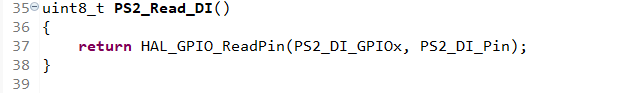 35 uint8_t PS2_Read_DI()
36 {
37     return HAL_GPIO_ReadPin(PS2_DI_GPIOx, PS2_DI_Pin);
38 }
39